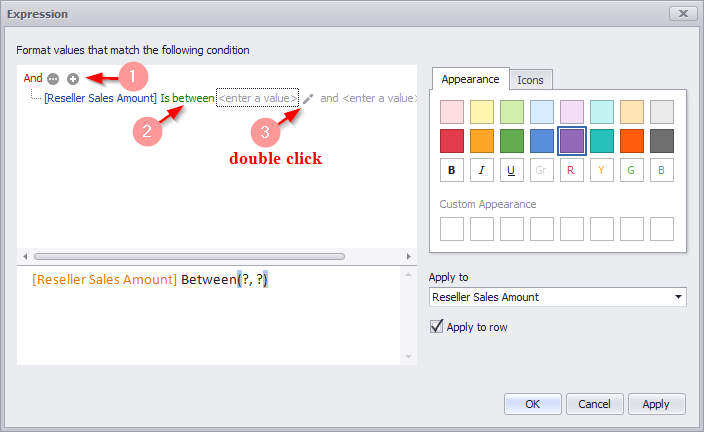 Expression
Format values that match the following condition
And
1
[Reseller Sales Amount] Is between <enter a value> and <enter a value>
2
3
double click
[Reseller Sales Amount] Between(?, ?)
Appearance
Icons
B I U Gr R Y G B
Custom Appearance
Apply to
Reseller Sales Amount
Apply to row
OK
Cancel
Apply